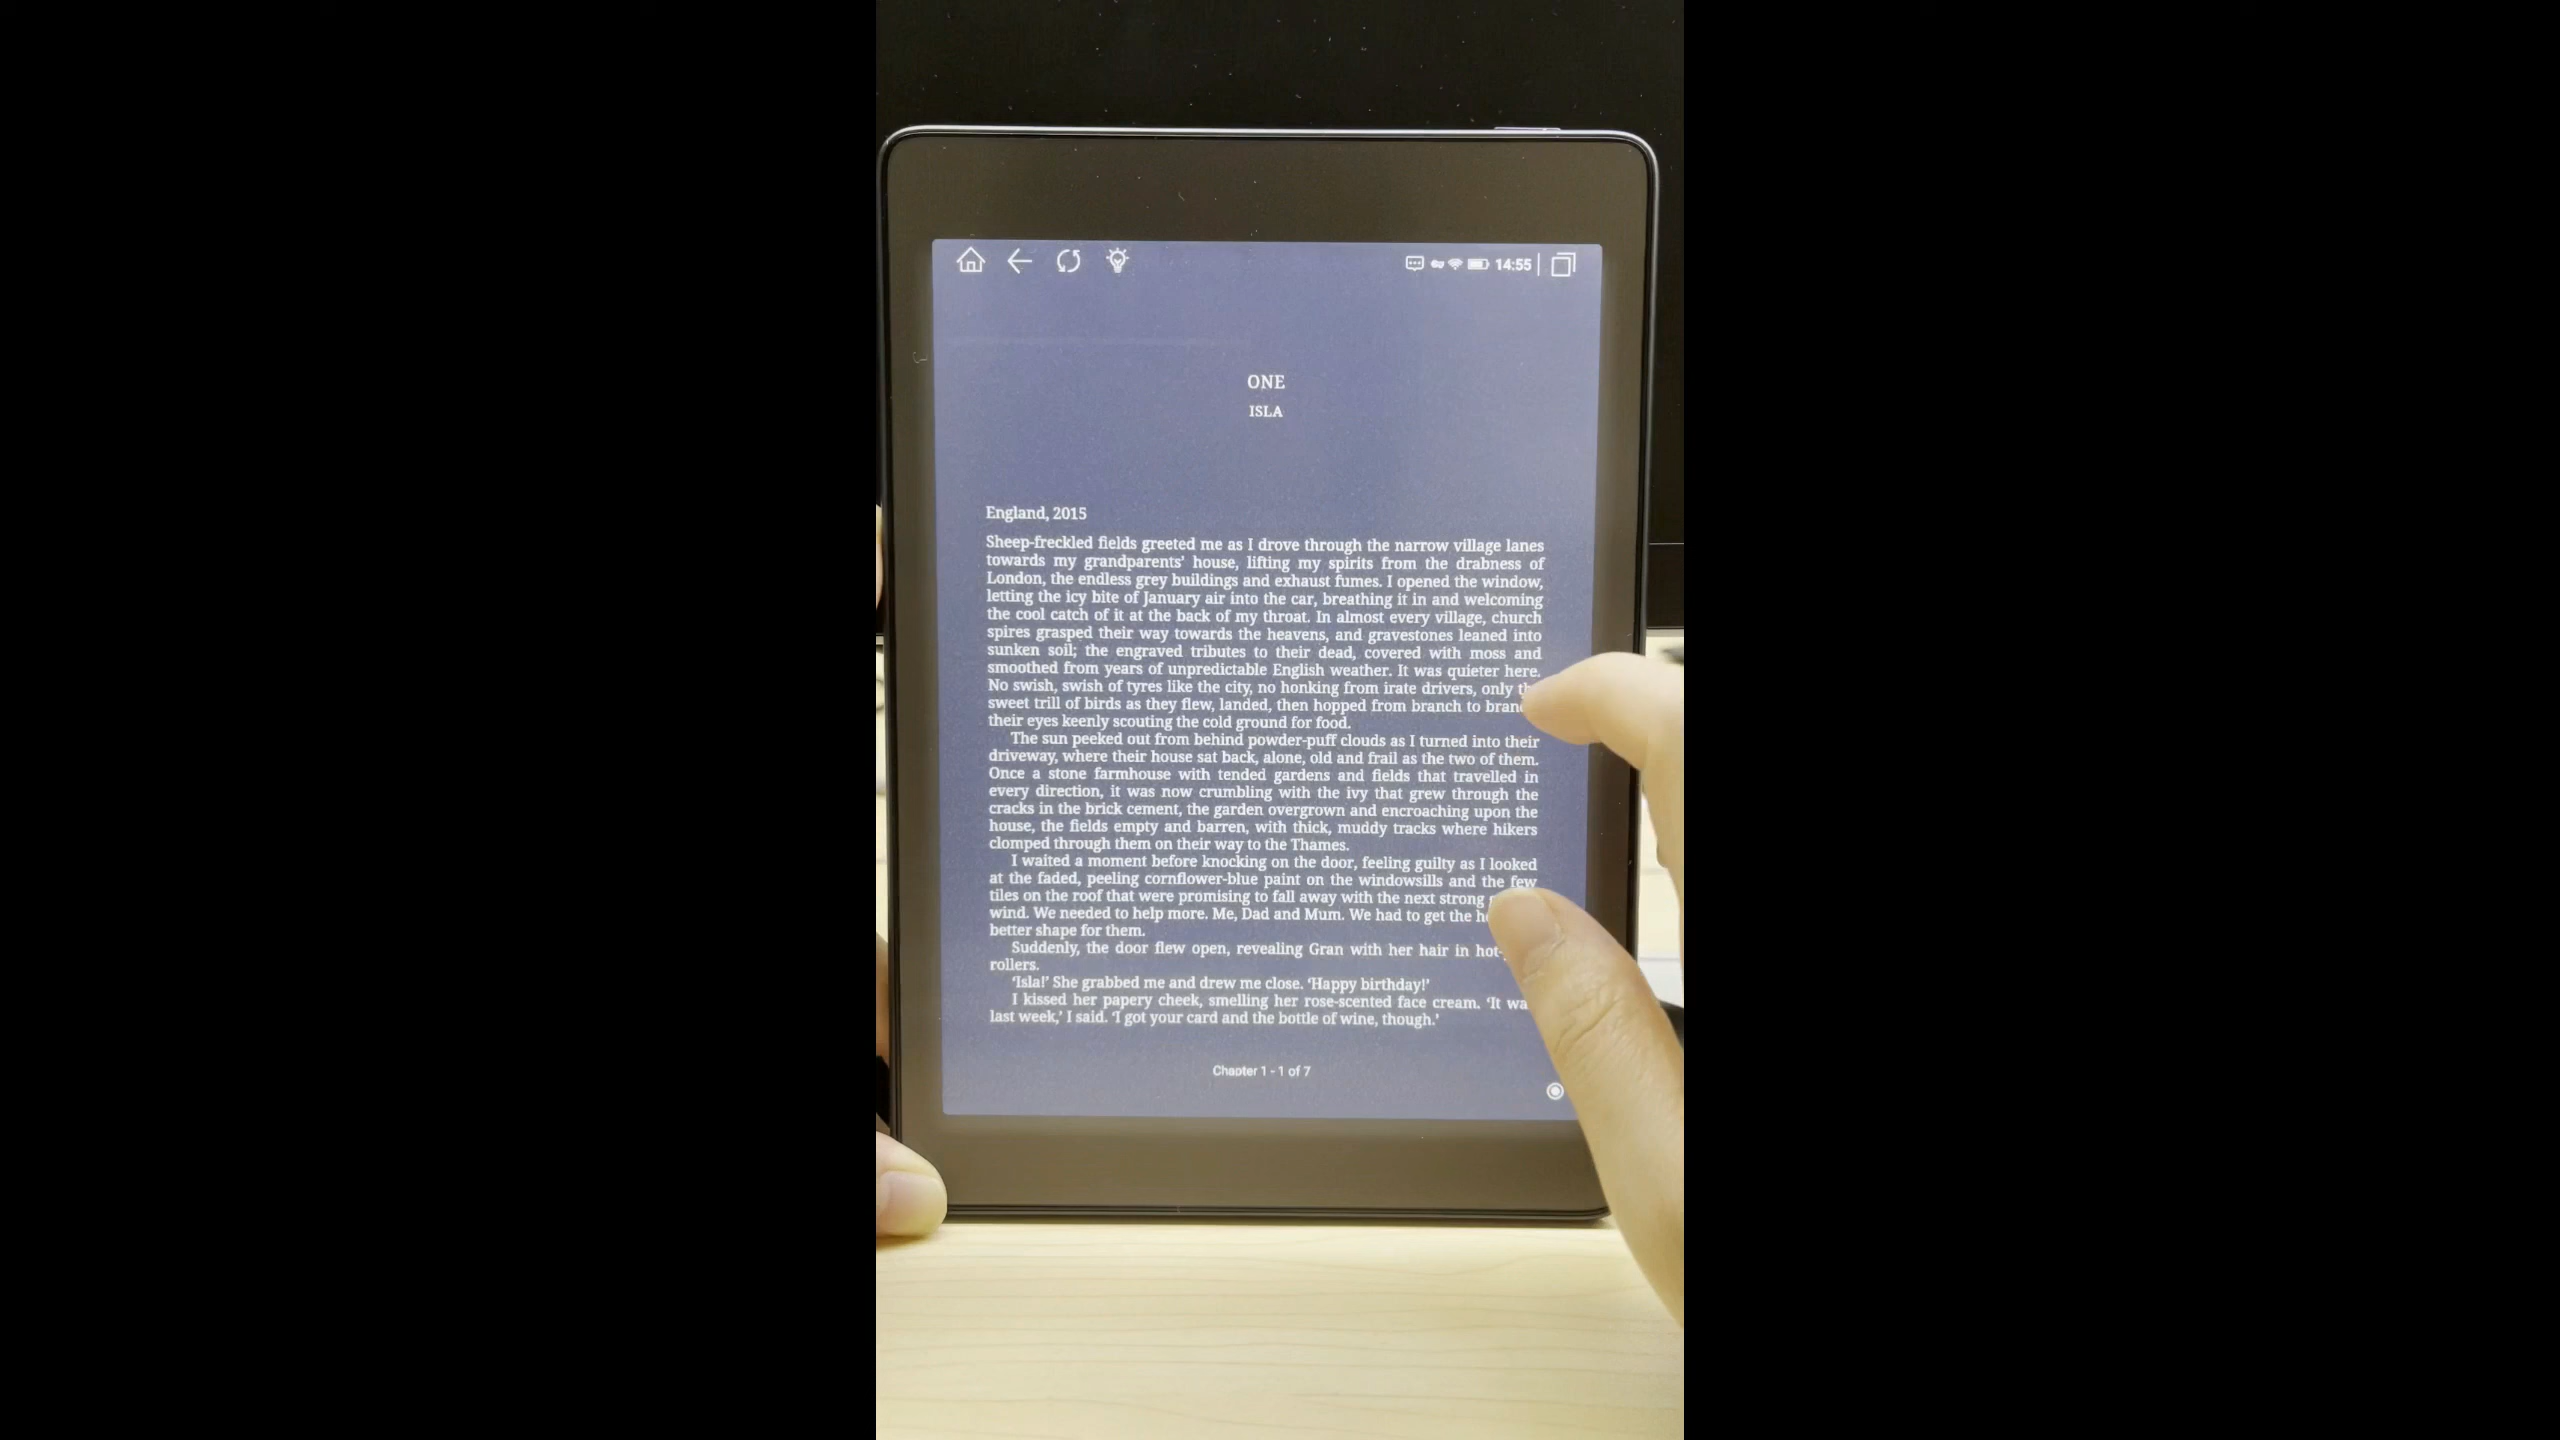 14:55
ONE
ISLA
England, 2015
Sheep-freckled fields greeted me as I drove through the narrow village lanes
towards my grandparents’ house, lifting my spirits from the drabness of
London, the endless grey buildings and exhaust fumes. I opened the window,
letting the icy bite of January air into the car, breathing it in and welcoming
the cool catch of it at the back of my throat. In almost every village, church
spires grasped their way towards the heavens, and gravestones leaned into
sunken soil; the engraved tributes to their dead, covered with moss and
smoothed from years of unpredictable English weather. It was quieter here.
No swish, swish of tyres like the city, no honking from irate drivers, only
sweet trill of birds as they flew, landed, then hopped from branch to
their eyes keenly scouting the cold ground for food.
The sun peeked out from behind powder-puff clouds as I turned into their
driveway, where their house sat back, alone, old and frail as the two of them.
Once a stone farmhouse with tended gardens and fields that travelled in
every direction, it was now crumbling with the ivy that grew through the
cracks in the brick cement, the garden overgrown and encroaching upon the
house, the fields empty and barren, with thick, muddy tracks where hikers
clomped through them on their way to the Thames.
I waited a moment before knocking on the door, feeling guilty as I looked
at the faded, peeling cornflower-blue paint on the windowsills and the few
tiles on the roof that were promising to fall away with the next strong
wind. We needed to help more. Me, Dad and Mum. We had to get the
better shape for them.
Suddenly, the door flew open, revealing Gran with her hair in
rollers.
‘Isla!’ She grabbed me and drew me close. ‘Happy birthday!’
I kissed her papery cheek, smelling her rose-scented face cream. ‘It
last week,’ I said. ‘I got your card and the bottle of wine, though.’
Chapter 1 - 1 of 7